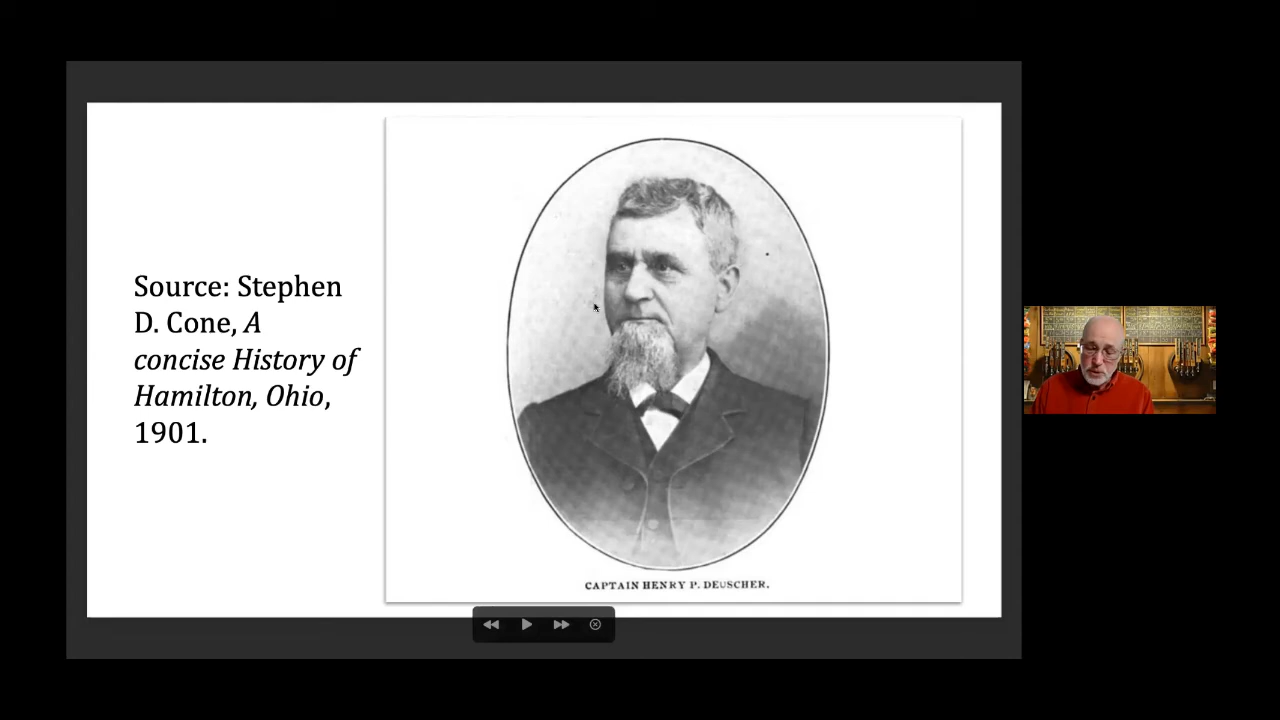 Source: Stephen
D. Cone, A
concise History of
Hamilton, Ohio,
1901.
CAPTAIN HENRY P. DEUSCHER.